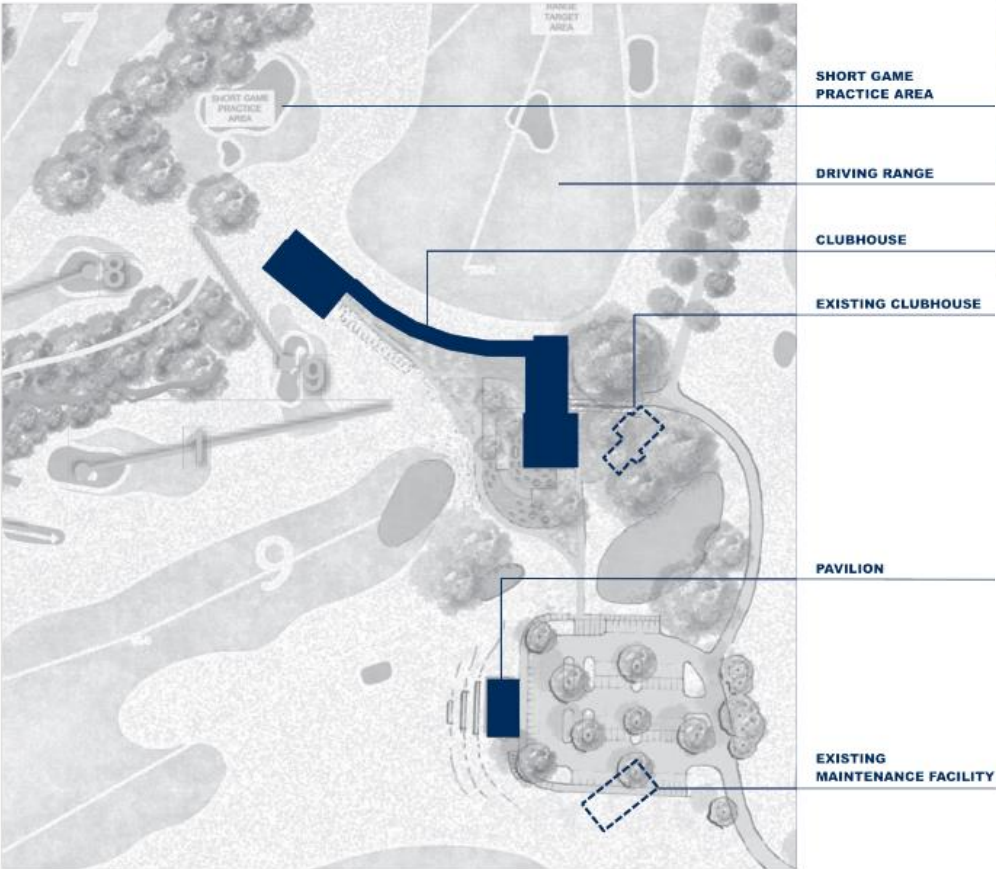 7
RANGE
TARGET
AREA
SHORT GAME
PRACTICE
AREA
SHORT GAME
PRACTICE AREA
DRIVING RANGE
CLUBHOUSE
8
EXISTING CLUBHOUSE
9
1
9
PAVILION
EXISTING
MAINTENANCE FACILITY